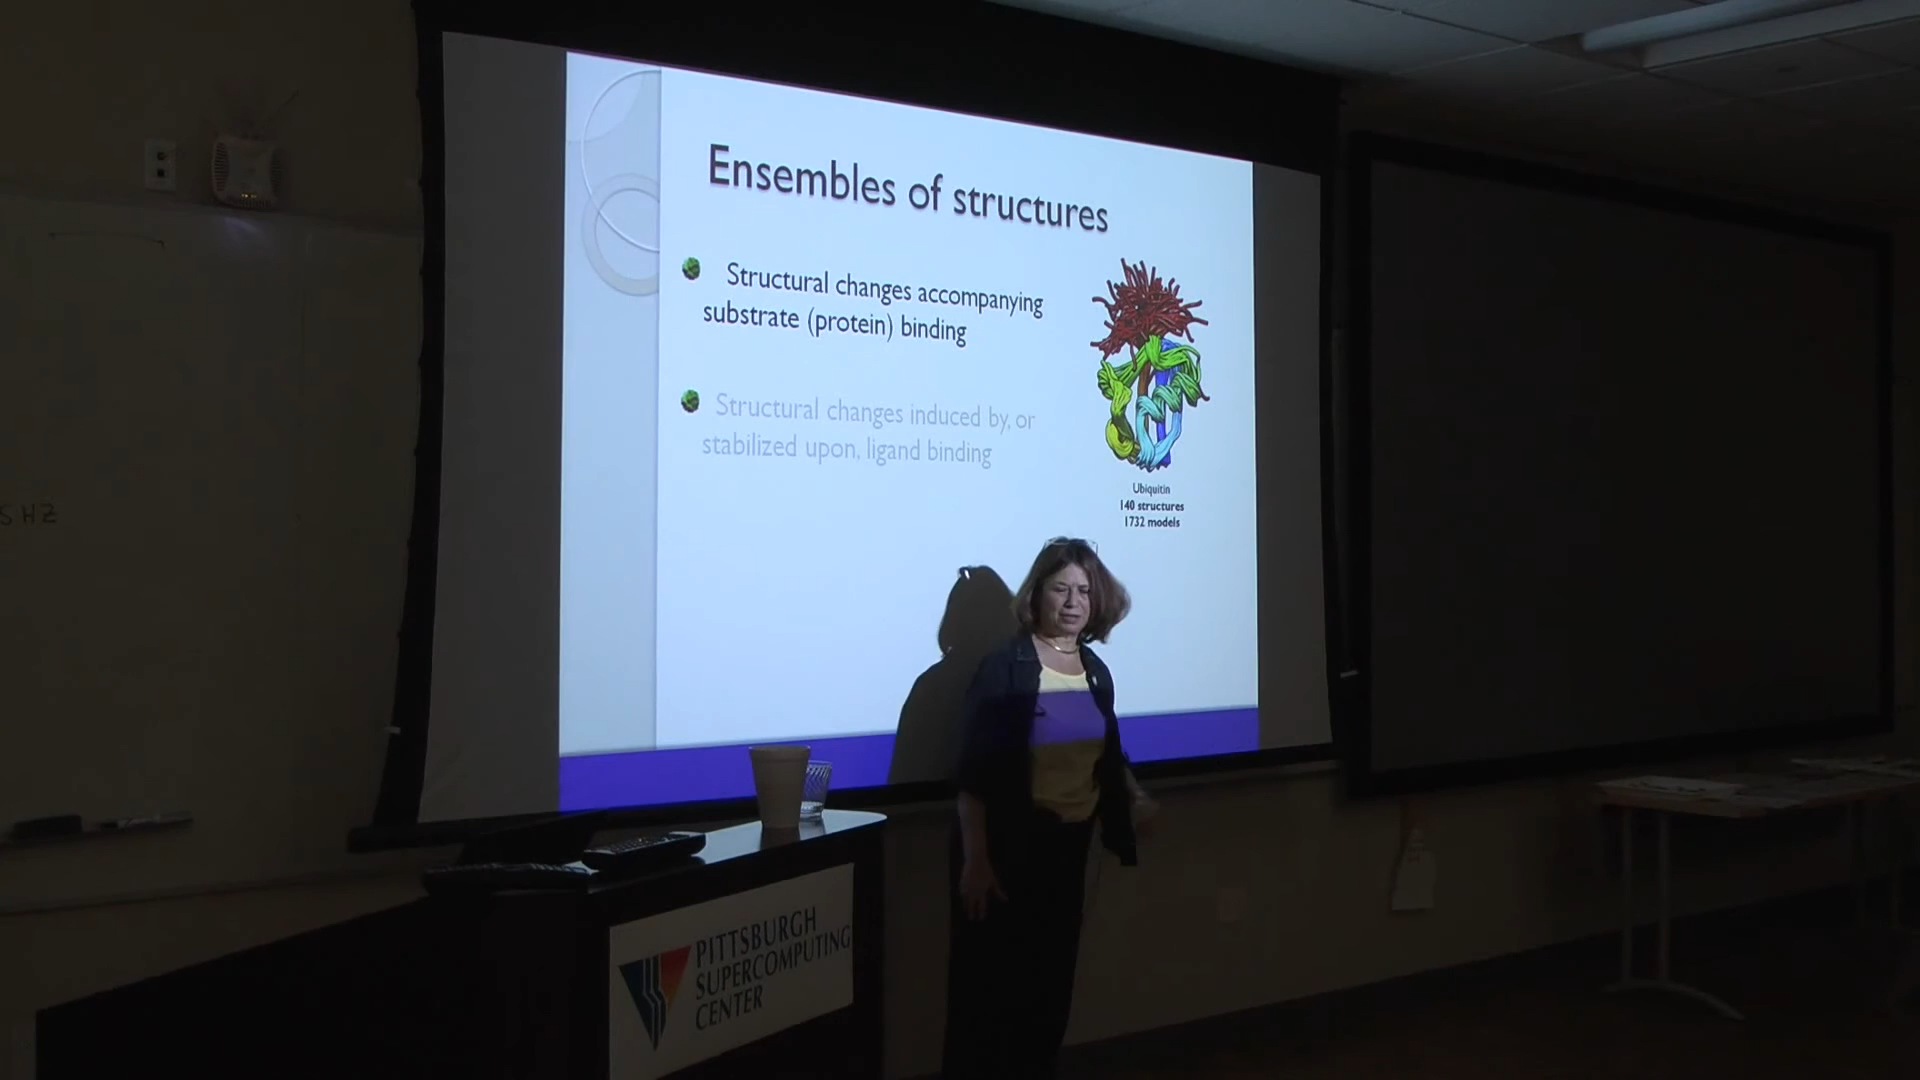 Ensembles of structures
Structural changes accompanying
substrate (protein) binding
Structural changes induced by, or
stabilized upon, ligand binding
Ubiquitin
140 structures
1732 models
SHZ
PITTSBURGH
SUPERCOMPUTING
CENTER